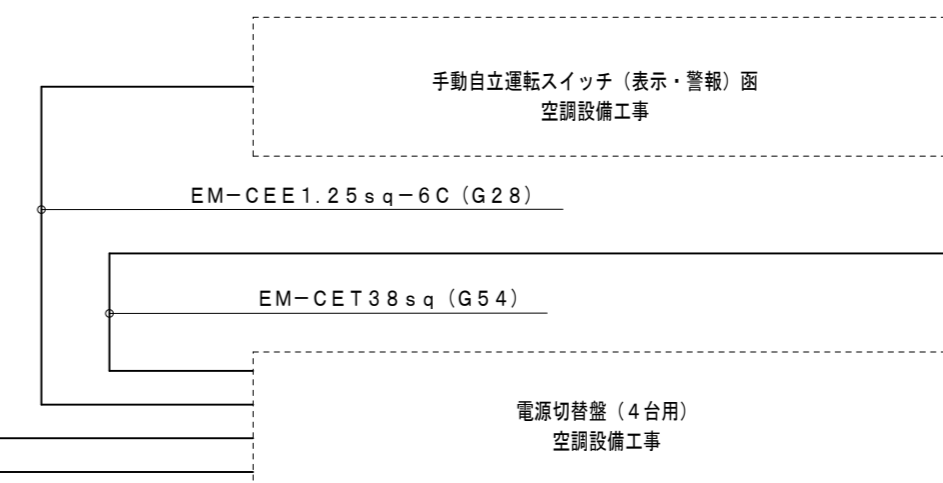 手動自立運転スイッチ（表示・警報）函
空調設備工事
EM－CEE1．25sq－6C（G28）
EM－CET38sq（G54）
電源切替盤（4台用）
空調設備工事